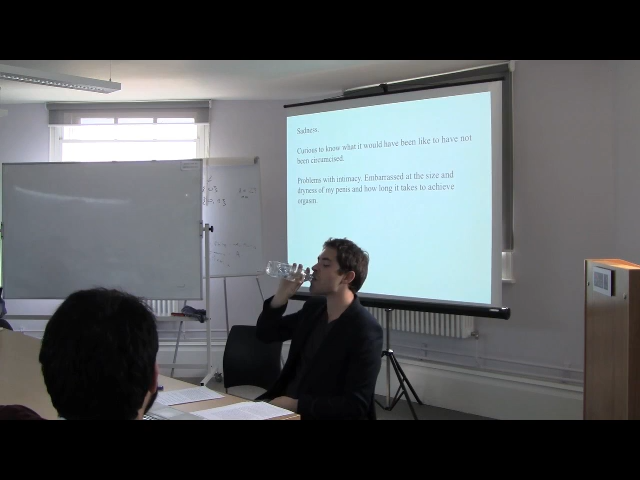 Sadness.
Curious to know what it would have been like to have not
been circumcised.
Problems with intimacy. Embarrassed at the size and
dryness of my penis and how long it takes to achieve
orgasm.